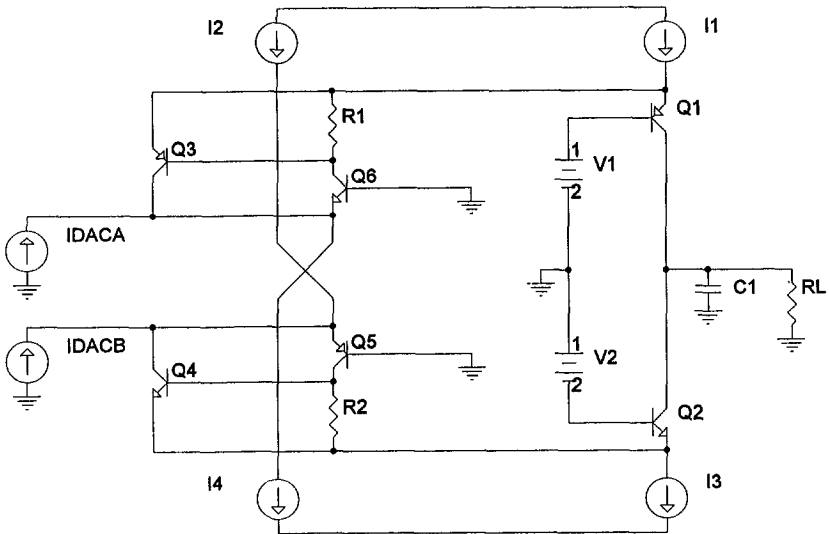 I2
I1
R1
Q1
Q3
1
V1
Q6
2
IDACA
C1
RL
IDACB
1
Q5
V2
Q4
2
R2
Q2
I4
I3